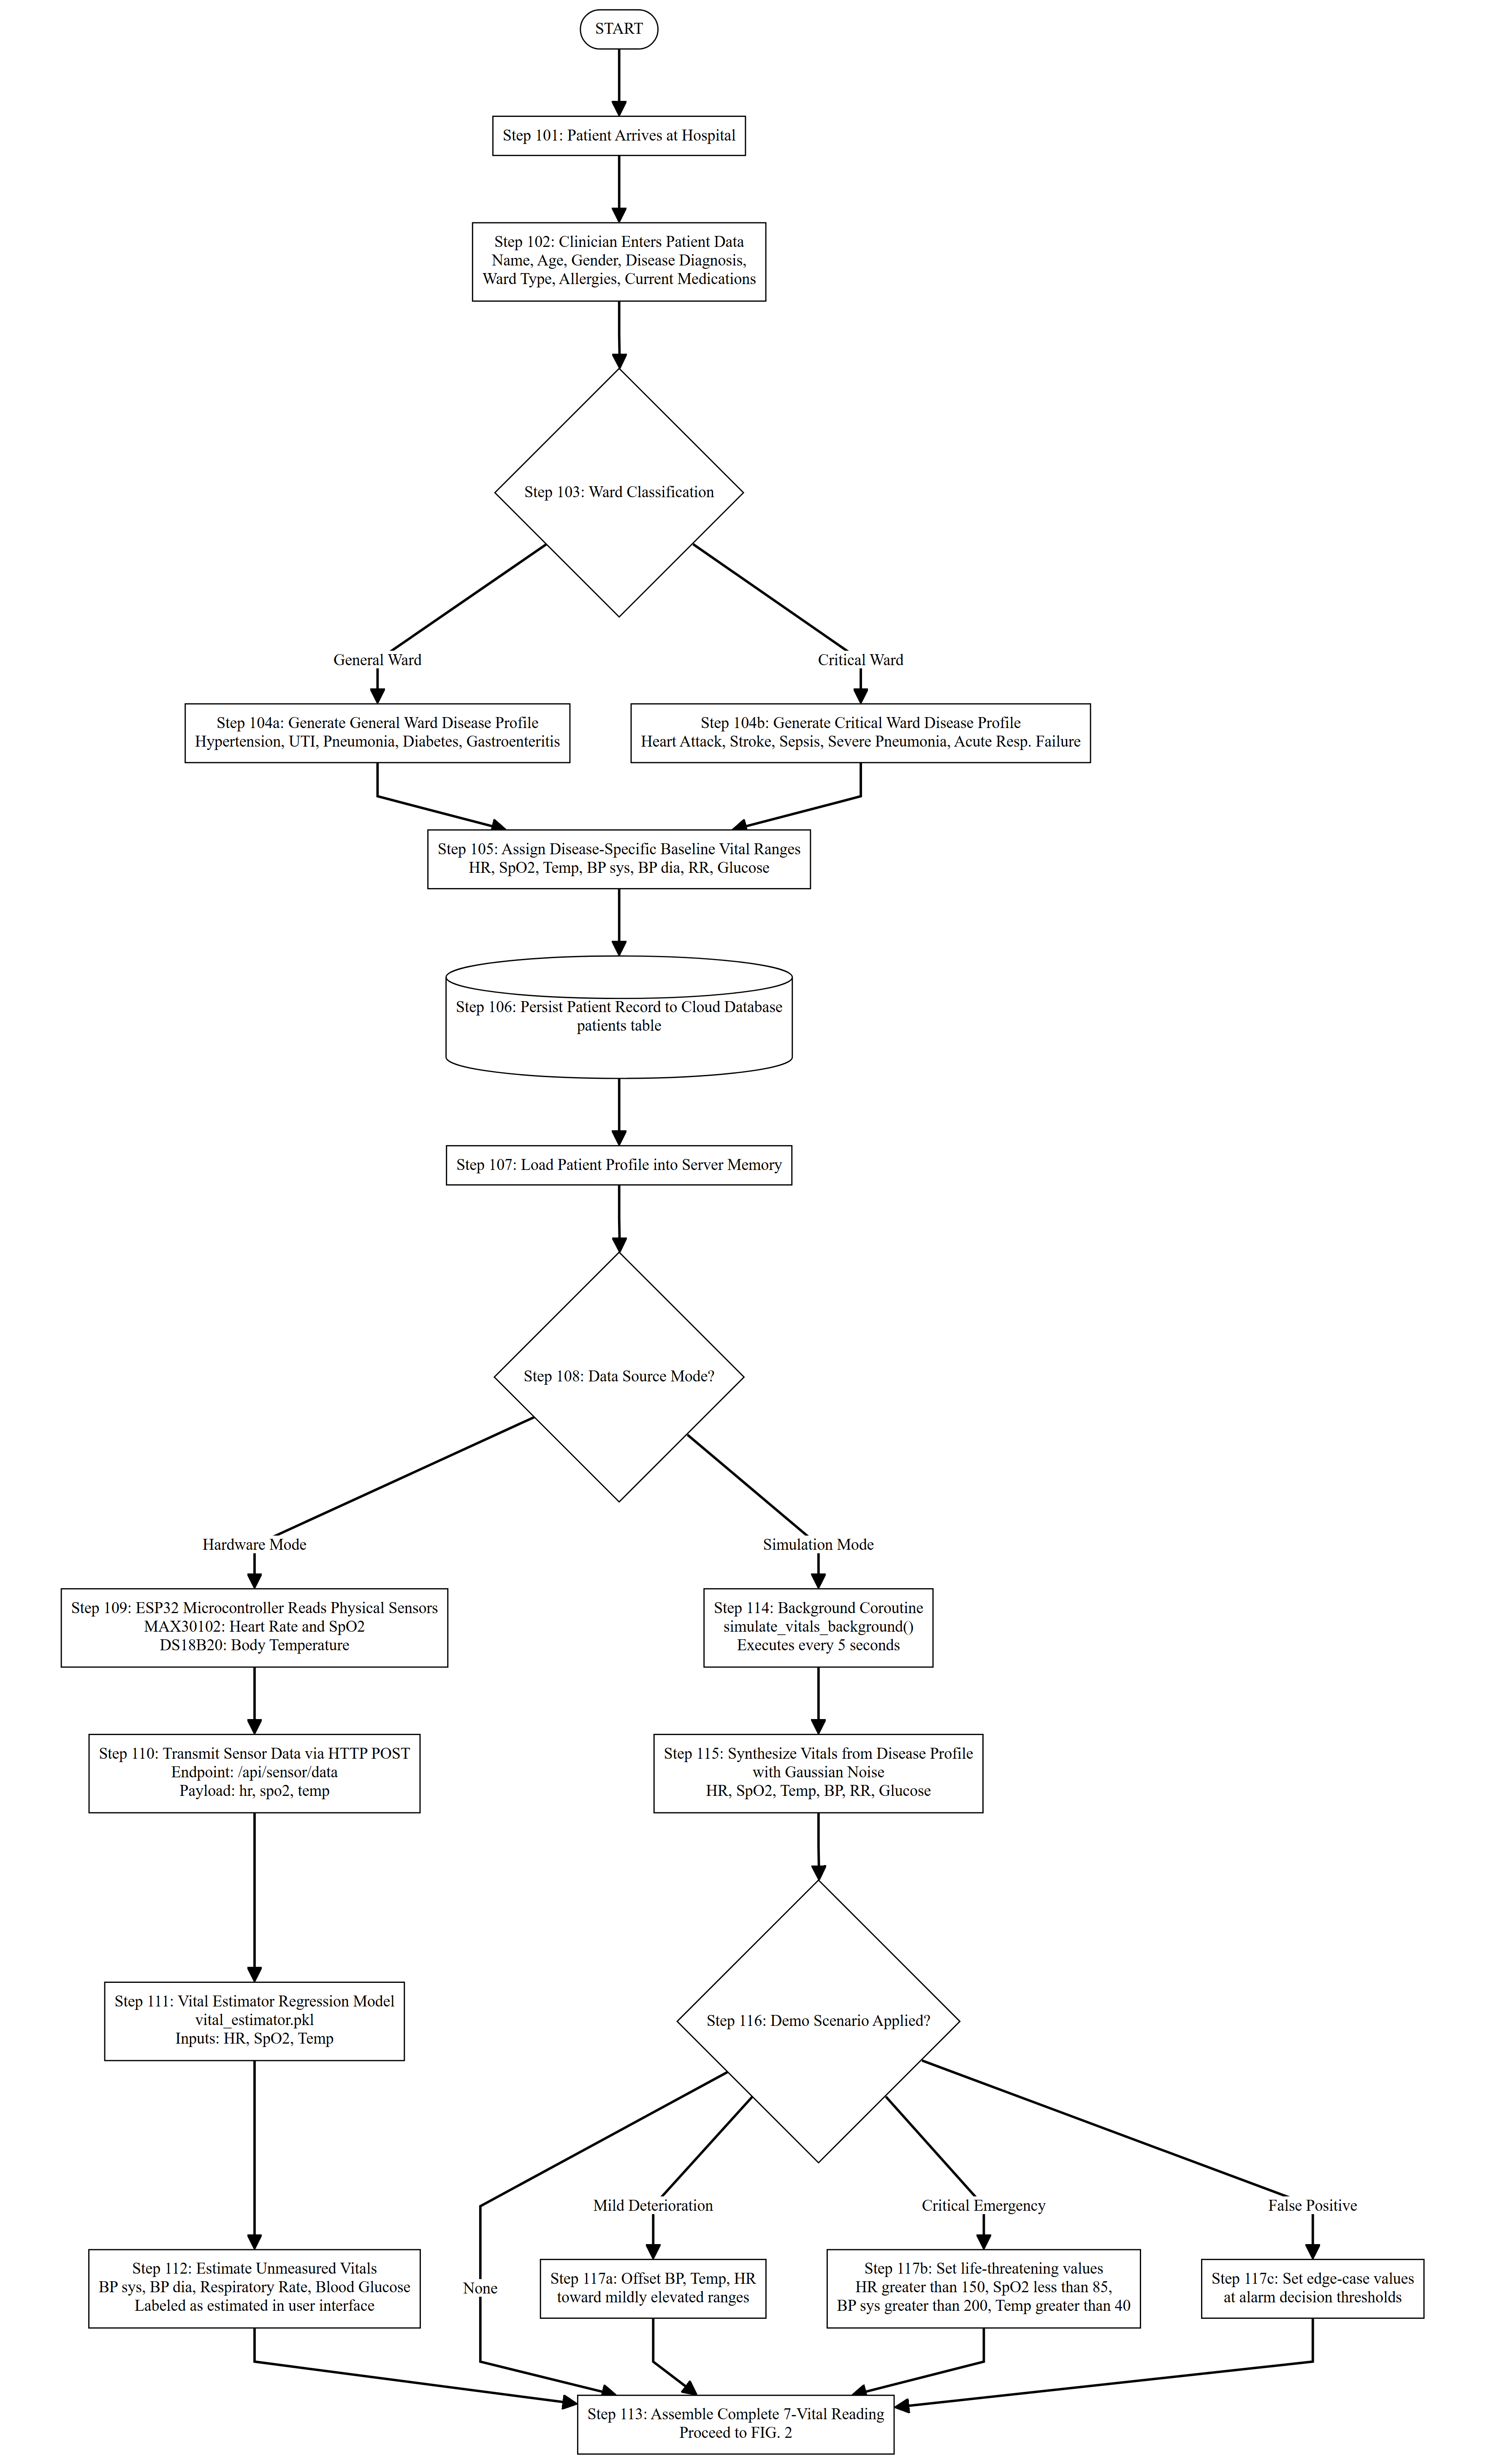 START
Step 101: Patient Arrives at Hospital
Step 102: Clinician Enters Patient Data
Name, Age, Gender, Disease Diagnosis,
Ward Type, Allergies, Current Medications
Step 103: Ward Classification
General Ward
Critical Ward
Step 104a: Generate General Ward Disease Profile
Hypertension, UTI, Pneumonia, Diabetes, Gastroenteritis
Step 104b: Generate Critical Ward Disease Profile
Heart Attack, Stroke, Sepsis, Severe Pneumonia, Acute Resp. Failure
Step 105: Assign Disease-Specific Baseline Vital Ranges
HR, SpO2, Temp, BP sys, BP dia, RR, Glucose
Step 106: Persist Patient Record to Cloud Database
patients table
Step 107: Load Patient Profile into Server Memory
Step 108: Data Source Mode?
Hardware Mode
Simulation Mode
Step 109: ESP32 Microcontroller Reads Physical Sensors
MAX30102: Heart Rate and SpO2
DS18B20: Body Temperature
Step 114: Background Coroutine
simulate_vitals_background()
Executes every 5 seconds
Step 110: Transmit Sensor Data via HTTP POST
Endpoint: /api/sensor/data
Payload: hr, spo2, temp
Step 115: Synthesize Vitals from Disease Profile
with Gaussian Noise
HR, SpO2, Temp, BP, RR, Glucose
Step 111: Vital Estimator Regression Model
vital_estimator.pkl
Inputs: HR, SpO2, Temp
Step 116: Demo Scenario Applied?
Mild Deterioration
Critical Emergency
False Positive
Step 112: Estimate Unmeasured Vitals
BP sys, BP dia, Respiratory Rate, Blood Glucose
Labeled as estimated in user interface
None
Step 117a: Offset BP, Temp, HR
toward mildly elevated ranges
Step 117b: Set life-threatening values
HR greater than 150, SpO2 less than 85,
BP sys greater than 200, Temp greater than 40
Step 117c: Set edge-case values
at alarm decision thresholds
Step 113: Assemble Complete 7-Vital Reading
Proceed to FIG. 2